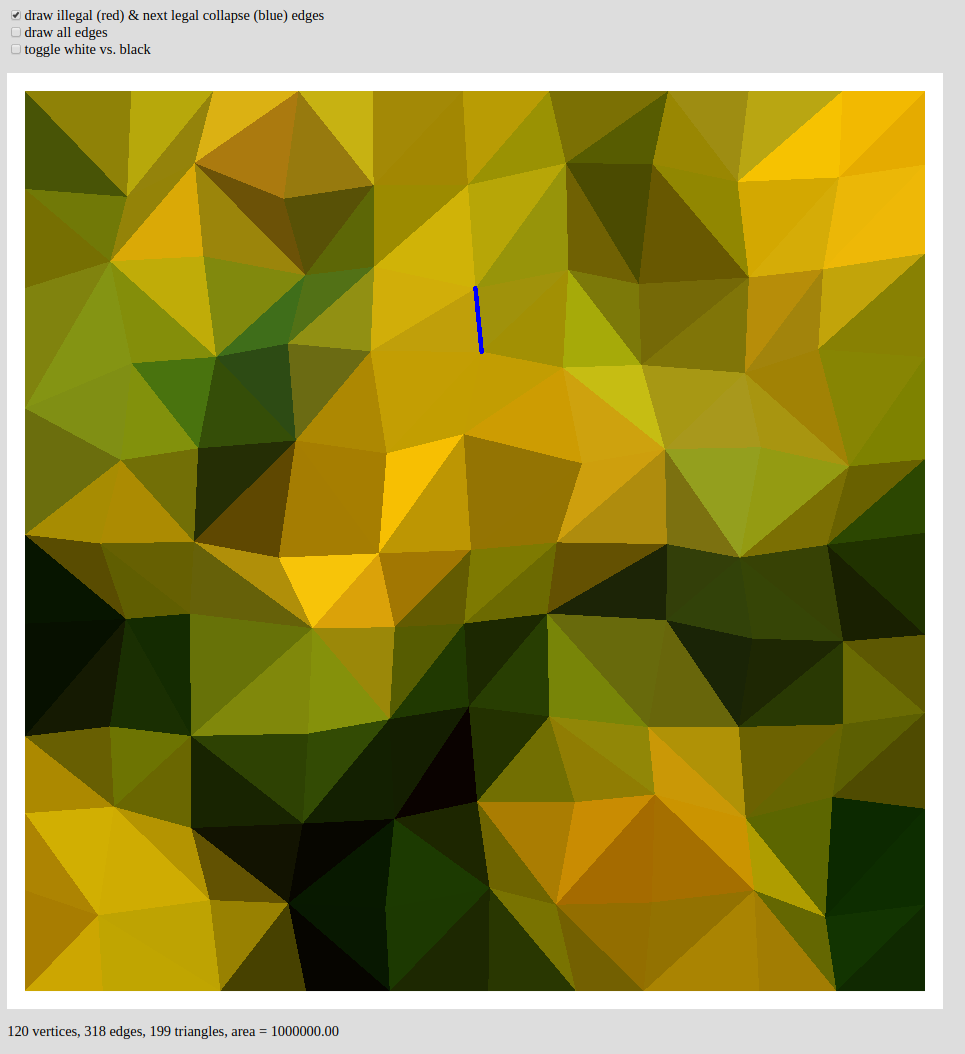 draw illegal (red) & next legal collapse (blue) edges
draw all edges
toggle white vs. black
120 vertices, 318 edges, 199 triangles, area = 1000000.00